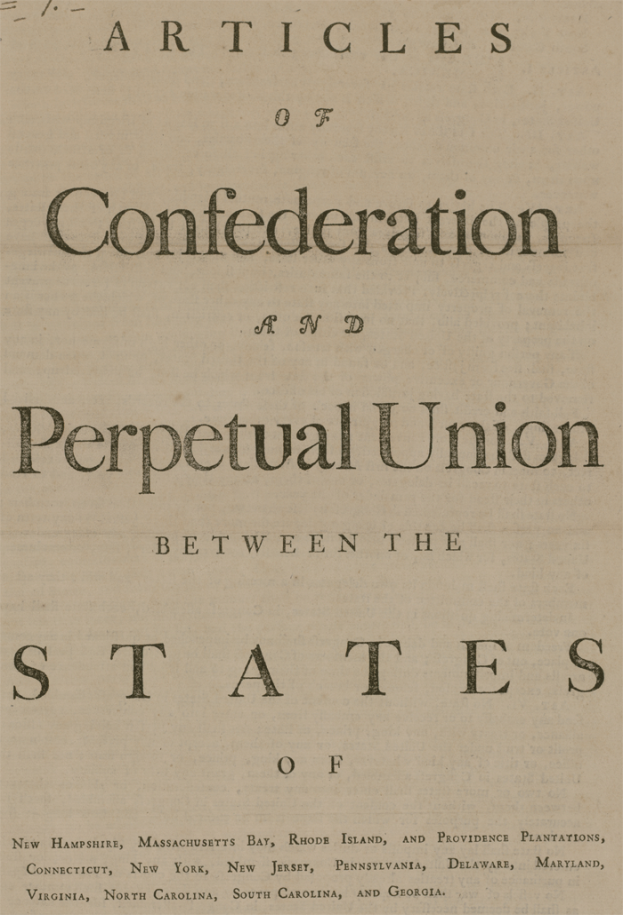 ARTICLES
OF
Confederation
AND
Perpetual Union
BETWEEN THE
STATES
OF
New Hampshire, Massachusetts Bay, Rhode Island, and Providence Plantations,
Connecticut, New York, New Jersey, Pennsylvania, Delaware, Maryland,
Virginia, North Carolina, South Carolina, and Georgia.